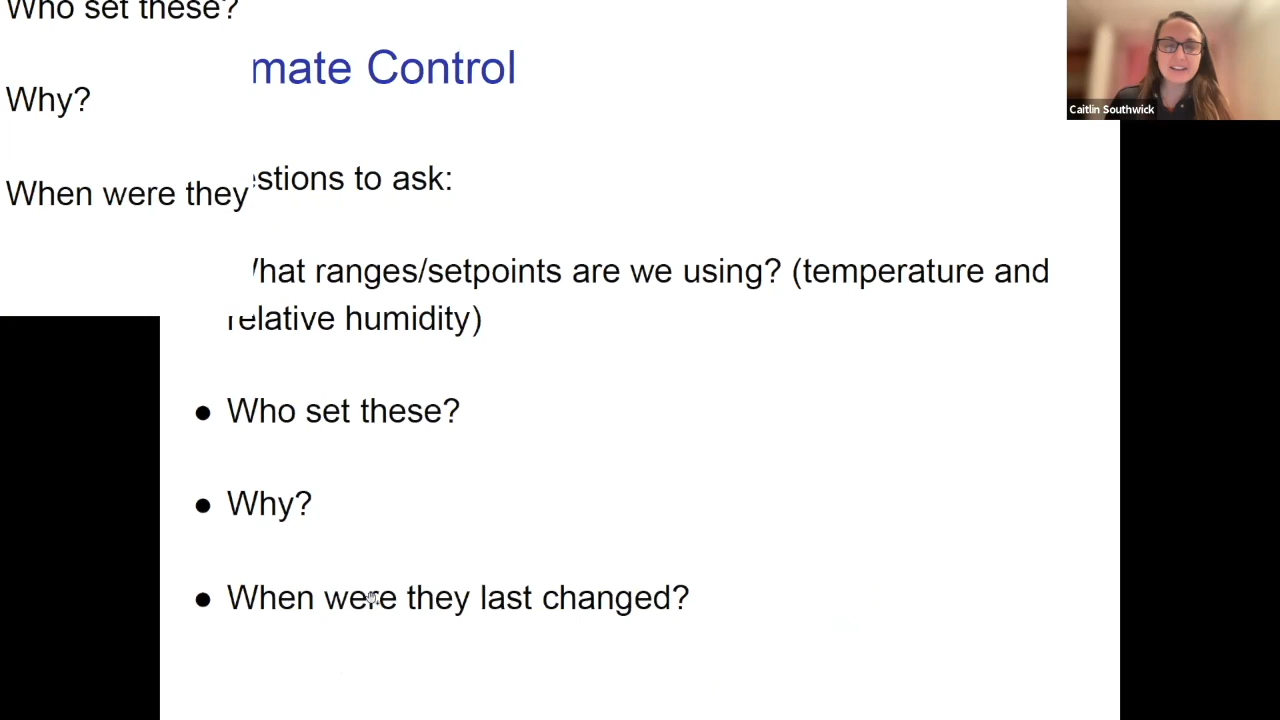 Who set these?
mate Control
Why?
stions to ask:
When were they
hat ranges/setpoints are we using? (temperature and
relative humidity)
● Who set these?
● Why?
● When were they last changed?
Caitlin Southwick